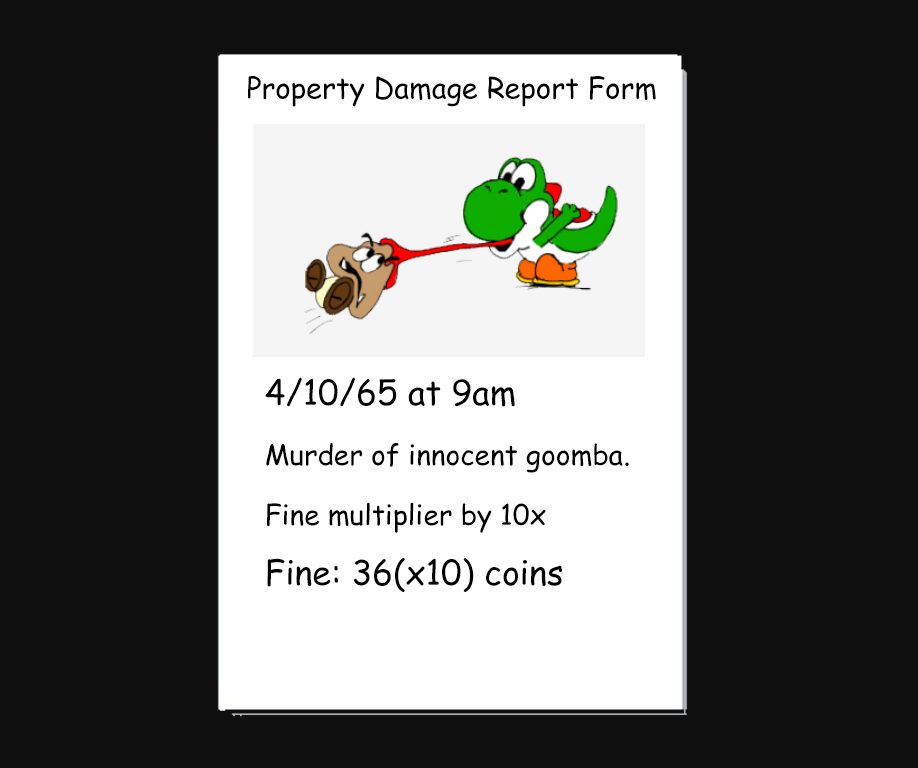 Property Damage Report Form
4/10/65 at 9am
Murder of innocent goomba.
Fine multiplier by 10x
Fine: 36(x10) coins